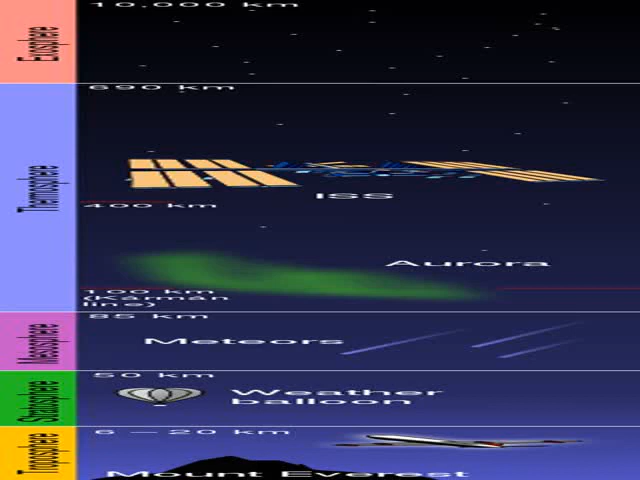 10,000 km
Exosphere
690 km
Thermosphere
ISS
400 km
Aurora
100 km
(Kármán
line)
85 km
Mesosphere
Meteors
50 km
Stratosphere
Weather
balloon
6 – 20 km
Troposphere
Mount Everest